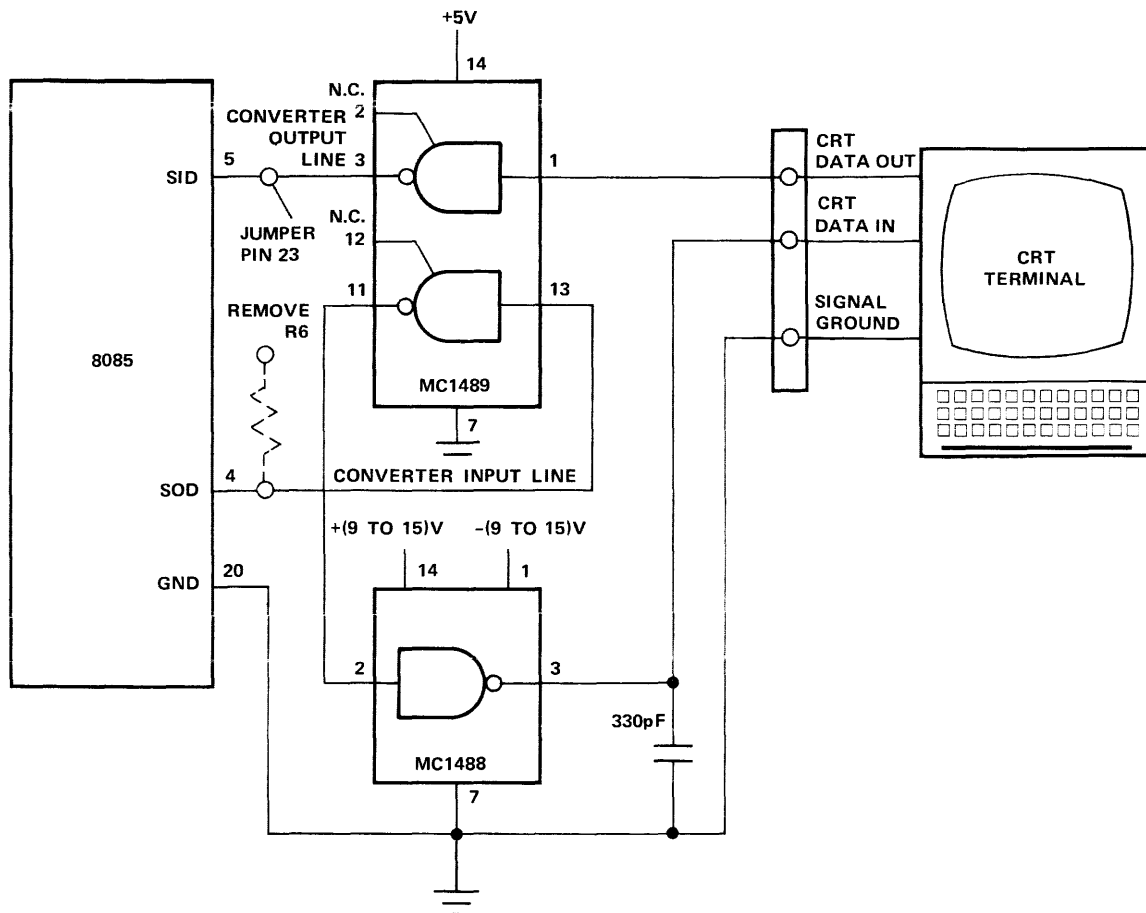 +5V
14
N.C.
2
CONVERTER
OUTPUT
LINE 3
1
5
SID
JUMPER
PIN 23
N.C.
12
11
13
REMOVE
R6
8085
MC1489
7
4
SOD
CONVERTER INPUT LINE
+(9 TO 15)V
-(9 TO 15)V
14
1
20
GND
2
3
MC1488
7
330pF
CRT
DATA OUT
CRT
DATA IN
SIGNAL
GROUND
CRT
TERMINAL